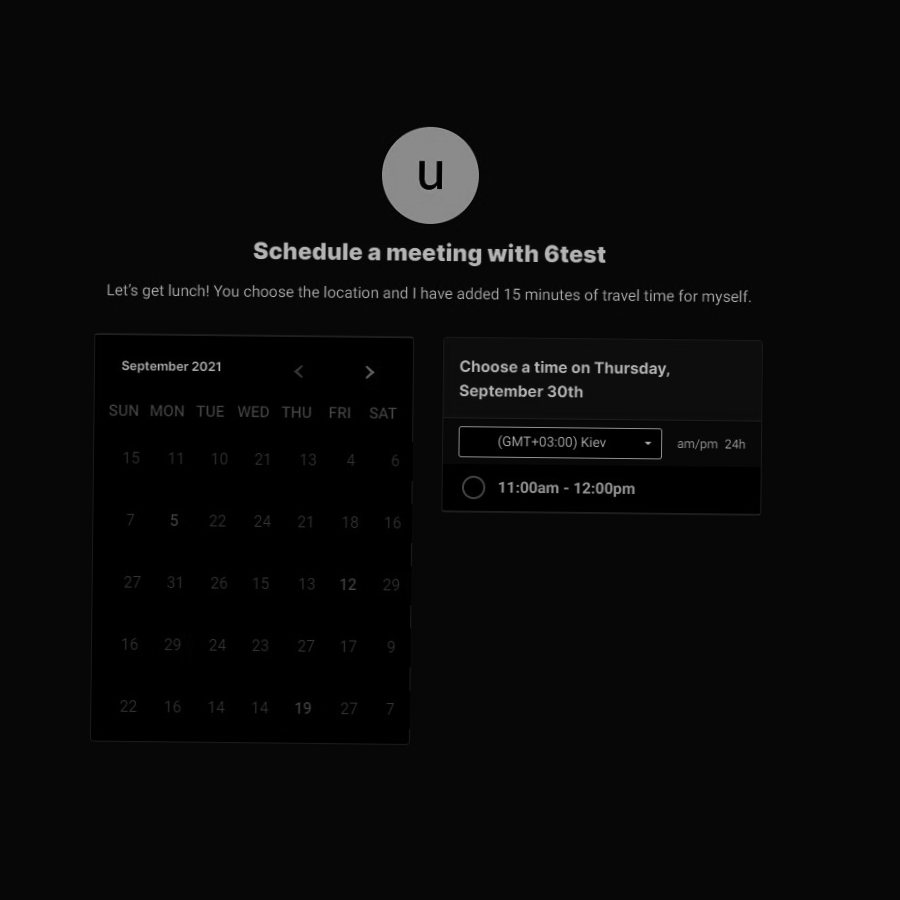 u
Schedule a meeting with 6test
Let's get lunch! You choose the location and I have added 15 minutes of travel time for myself.
September 2021
SUN MON TUE WED THU FRI SAT
15 11 10 21 13 4 6
7 5 22 24 21 18 16
27 31 26 15 13 12 29
16 29 24 23 27 17 9
22 16 14 14 19 27 7
Choose a time on Thursday,
September 30th
(GMT+03:00) Kiev
am/pm 24h
11:00am - 12:00pm